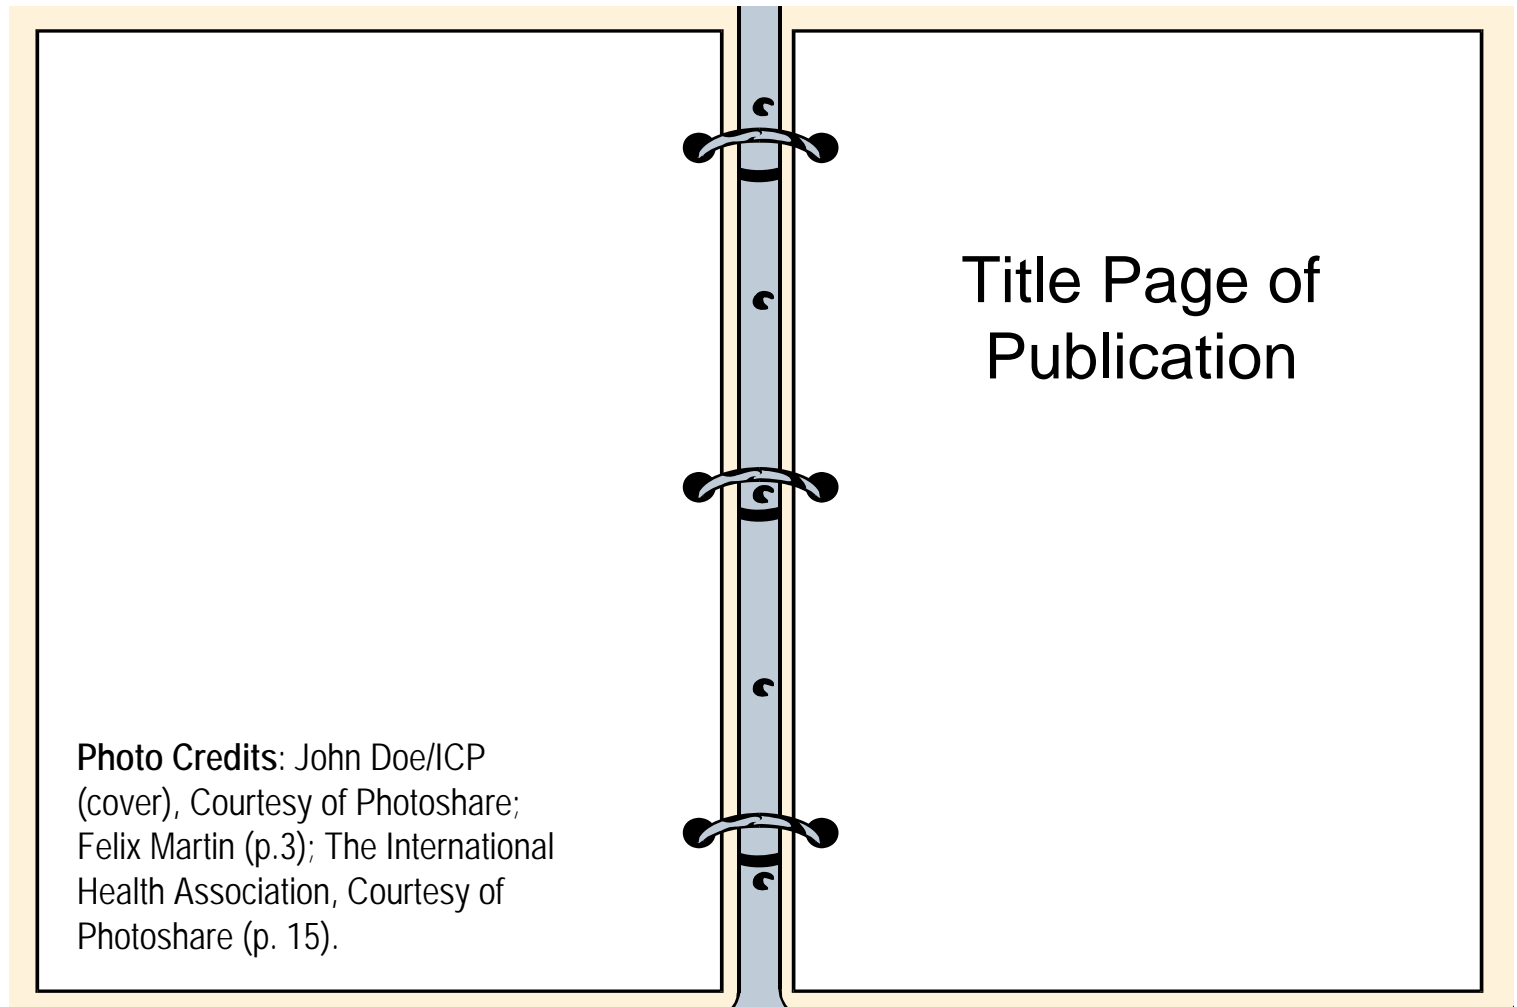 Photo Credits: John Doe/ICP
(cover), Courtesy of Photoshare;
Felix Martin (p.3); The International
Health Association, Courtesy of
Photoshare (p. 15).
Title Page of
Publication